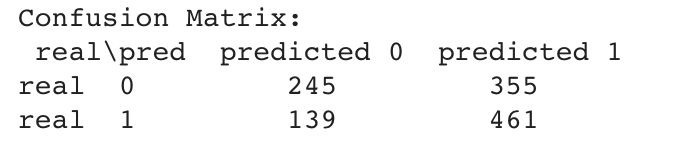 Confusion Matrix:
real\pred predicted 0 predicted 1
real 0 245 355
real 1 139 461